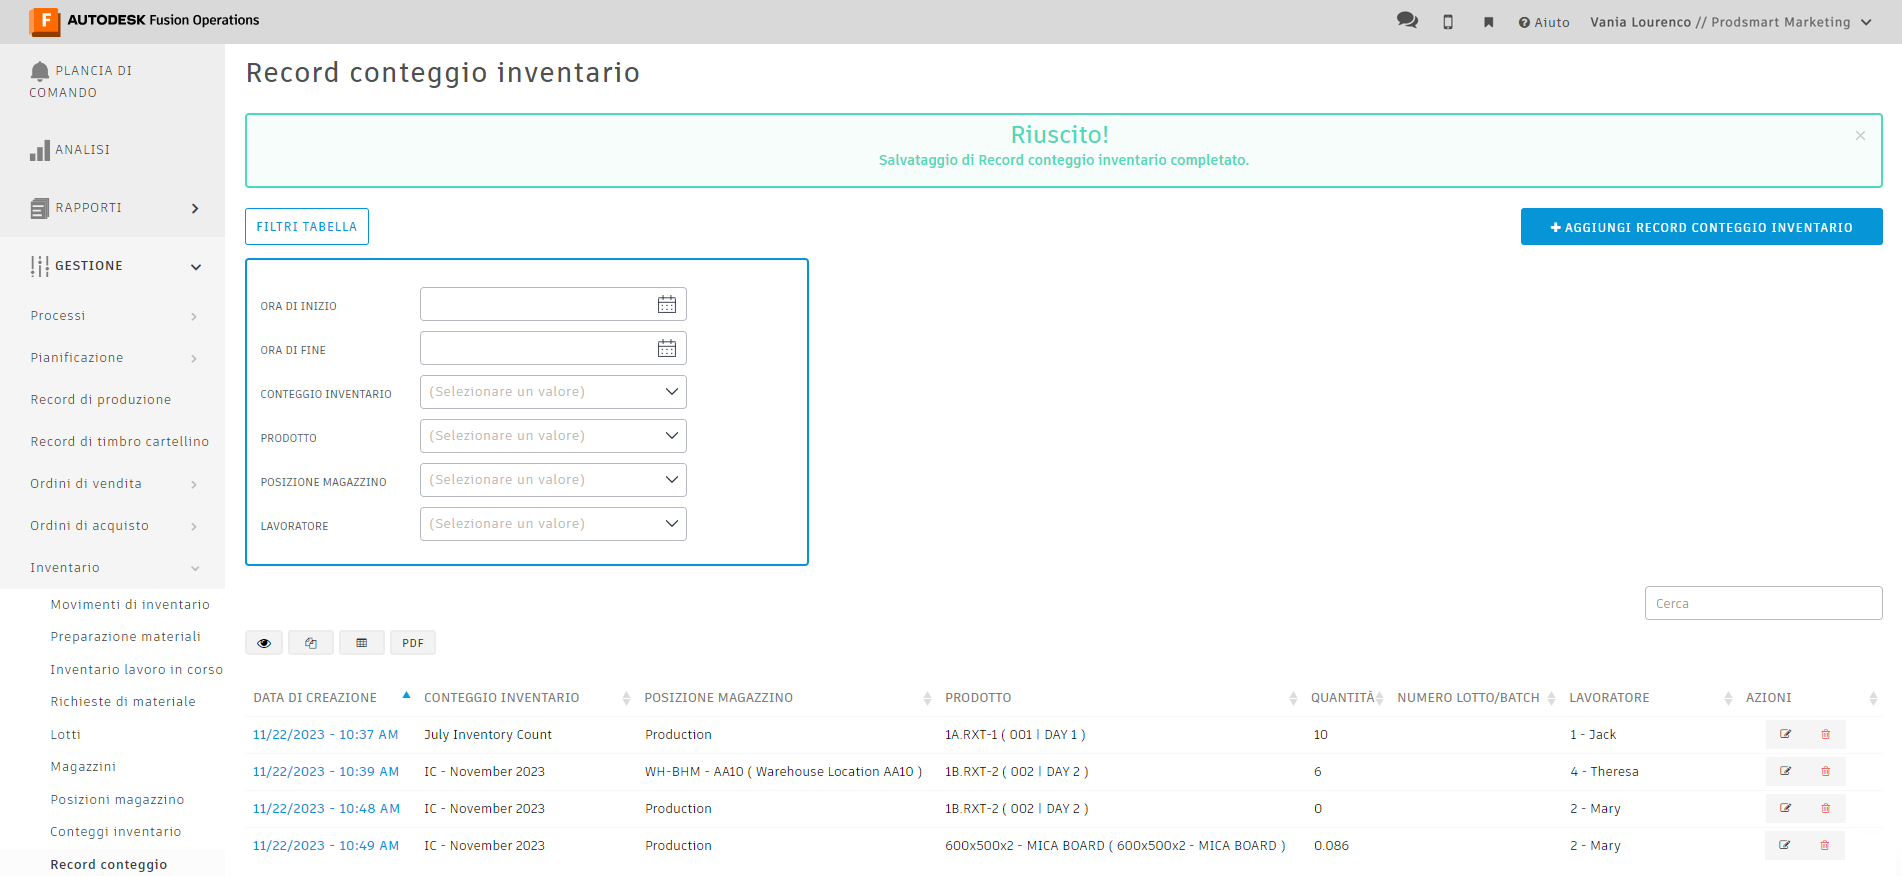 AUTODESK Fusion Operations
Aiuto
Vania Lourenco // Prodsmart Marketing
PLANCIA DI
COMANDO
ANALISI
RAPPORTI
GESTIONE
Processi
Pianificazione
Record di produzione
Record di timbro cartellino
Ordini di vendita
Ordini di acquisto
Inventario
Movimenti di inventario
Preparazione materiali
Inventario lavoro in corso
Richieste di materiale
Lotti
Magazzini
Posizioni magazzino
Conteggi inventario
Record conteggio
Record conteggio inventario
Riuscito!
Salvataggio di Record conteggio inventario completato.
×
FILTRI TABELLA
+ AGGIUNGI RECORD CONTEGGIO INVENTARIO
ORA DI INIZIO
ORA DI FINE
CONTEGGIO INVENTARIO (Selezionare un valore)
PRODOTTO (Selezionare un valore)
POSIZIONE MAGAZZINO (Selezionare un valore)
LAVORATORE (Selezionare un valore)
Cerca
PDF
DATA DI CREAZIONE CONTEGGIO INVENTARIO POSIZIONE MAGAZZINO PRODOTTO QUANTITÀ NUMERO LOTTO/BATCH LAVORATORE AZIONI
11/22/2023 - 10:37 AM July Inventory Count Production 1A.RXT-1 ( 001 | DAY 1 ) 10 1 - Jack
11/22/2023 - 10:39 AM IC - November 2023 WH-BHM - AA10 ( Warehouse Location AA10 ) 1B.RXT-2 ( 002 | DAY 2 ) 6 4 - Theresa
11/22/2023 - 10:48 AM IC - November 2023 Production 1B.RXT-2 ( 002 | DAY 2 ) 0 2 - Mary
11/22/2023 - 10:49 AM IC - November 2023 Production 600x500x2 - MICA BOARD ( 600x500x2 - MICA BOARD ) 0.086 2 - Mary